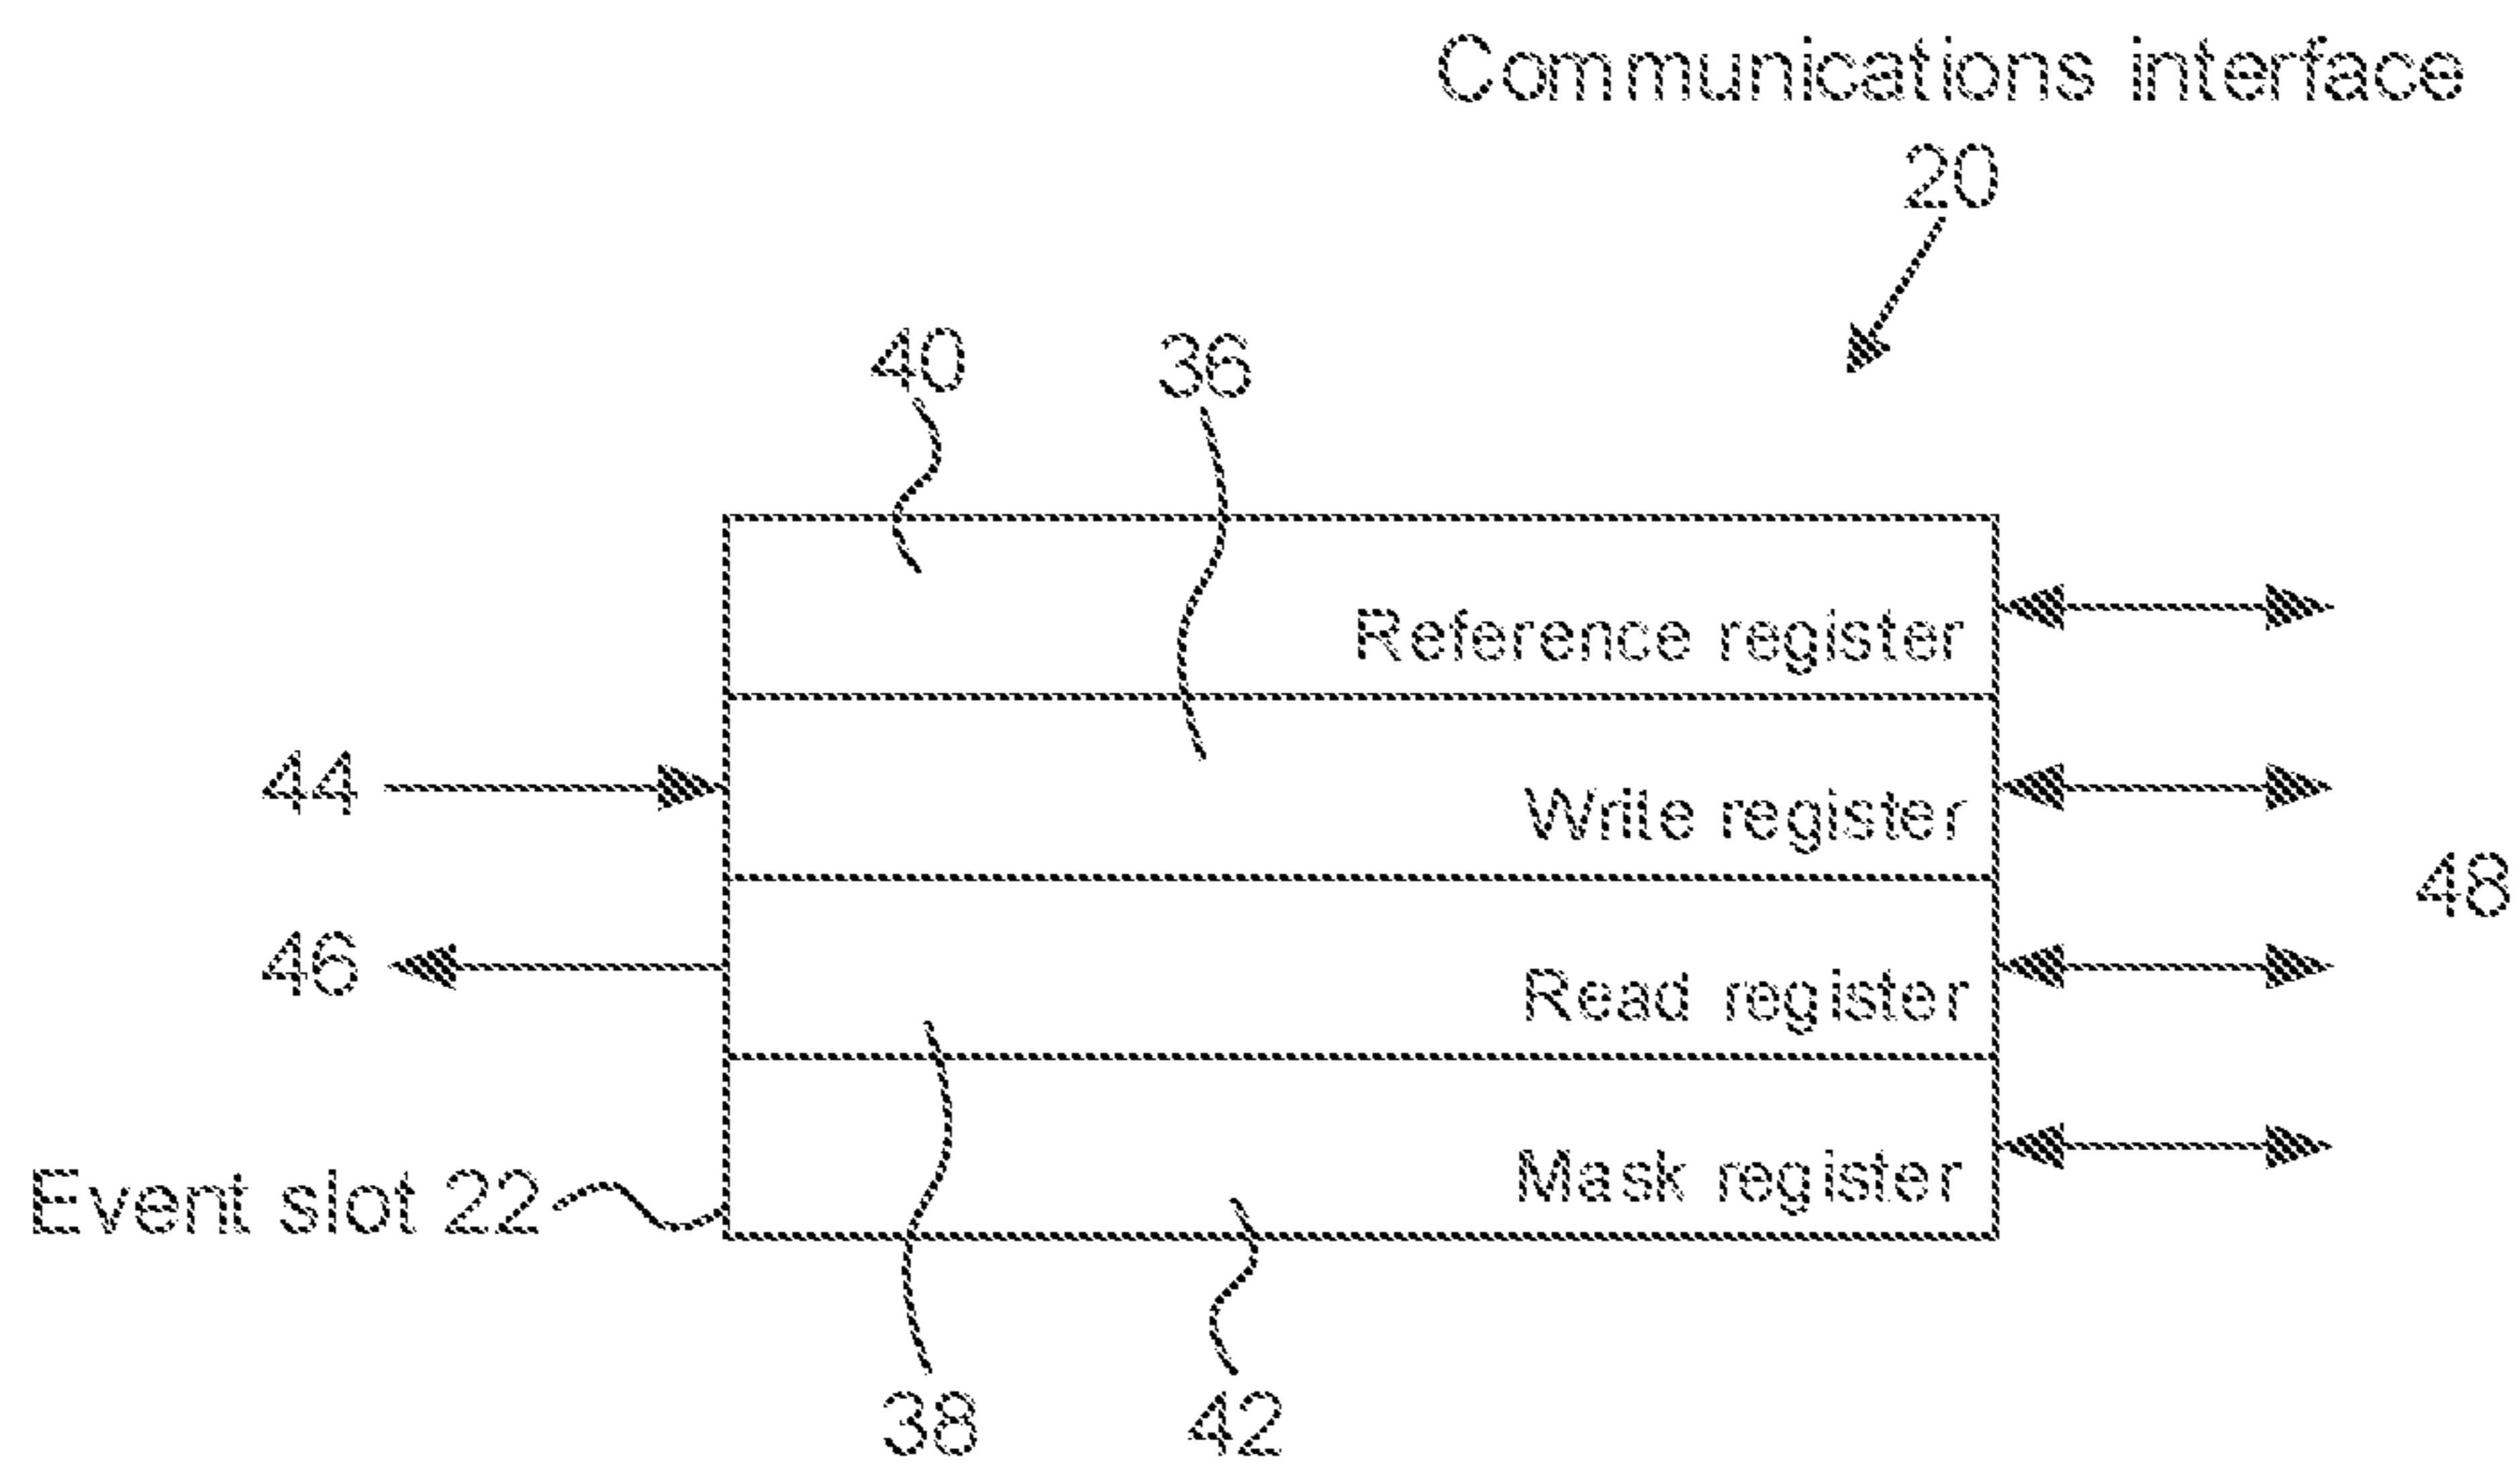 Communications interface
20
40
36
Reference register
44
Write register
48
46
Read register
Mask register
Event slot 22
38
42